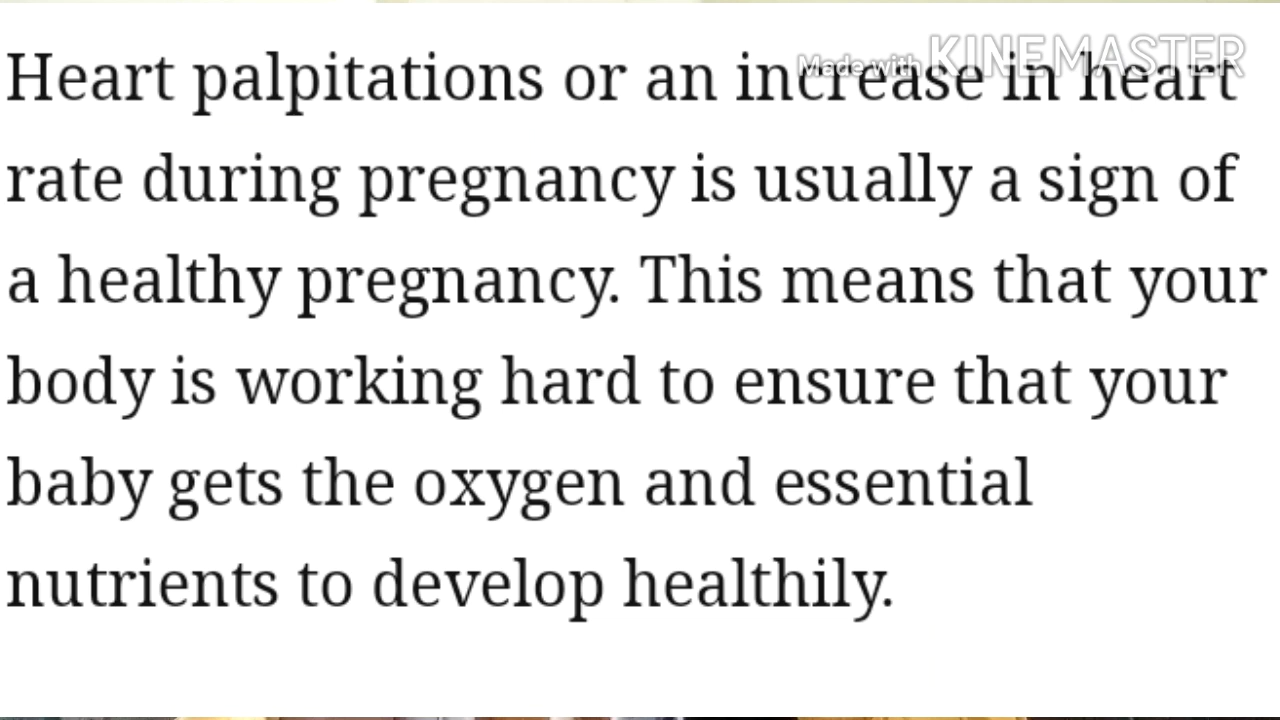 Made with KINEMASTER
Heart palpitations or an increase in heart
rate during pregnancy is usually a sign of
a healthy pregnancy. This means that your
body is working hard to ensure that your
baby gets the oxygen and essential
nutrients to develop healthily.